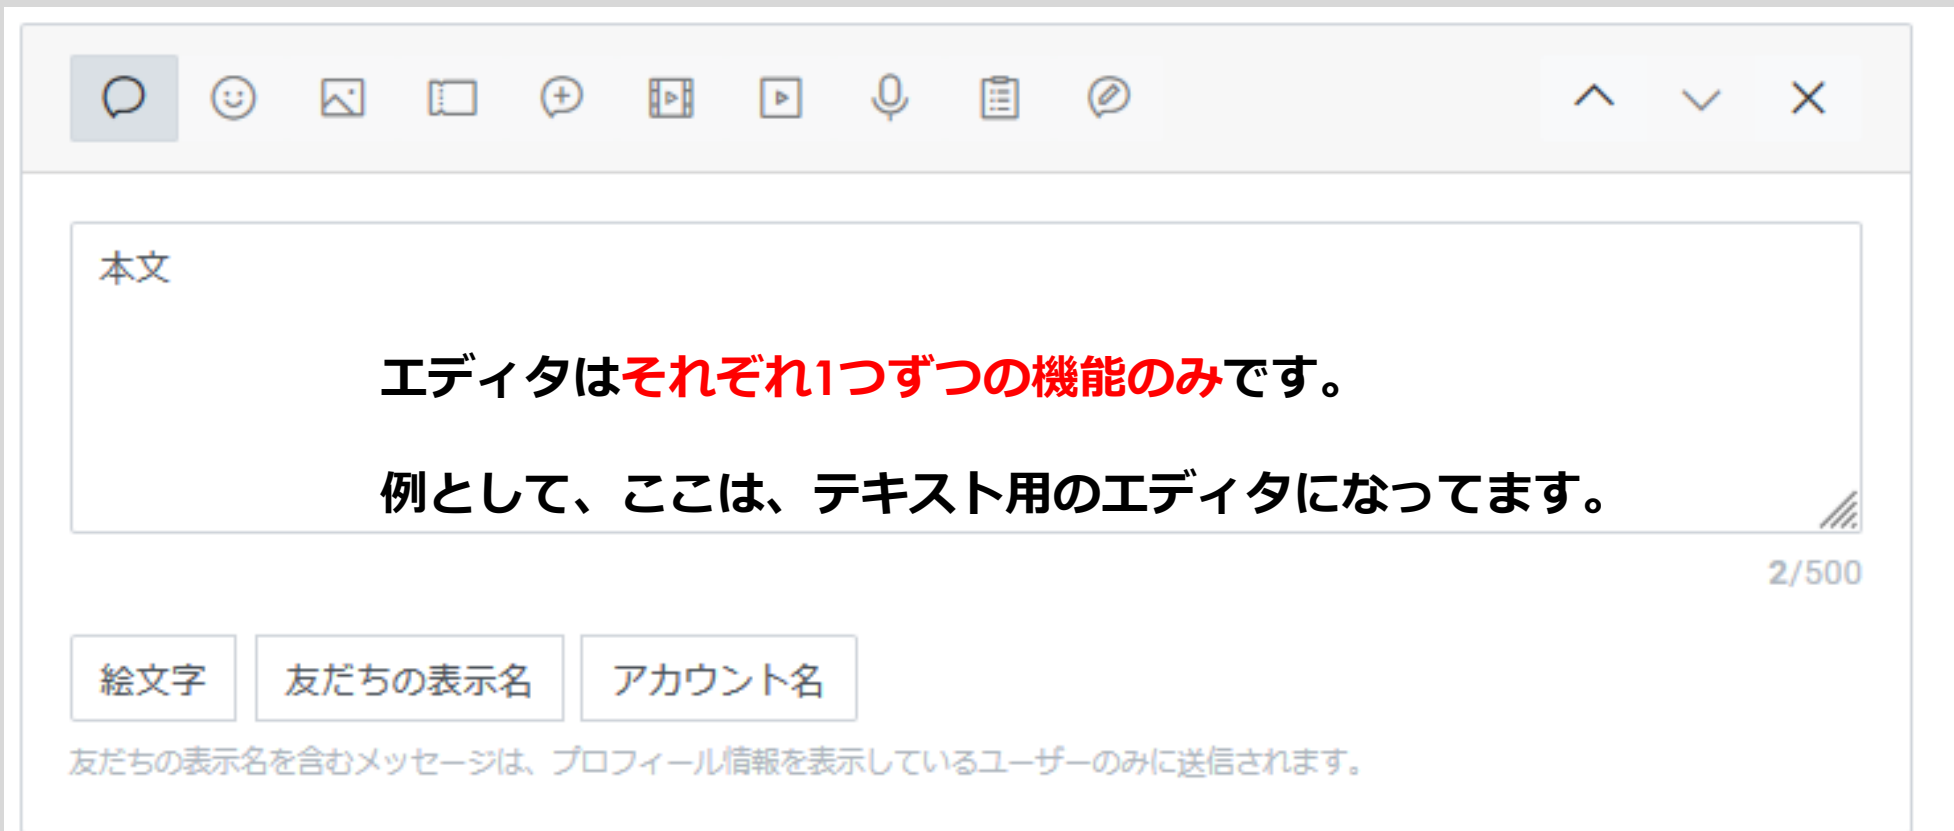 本文
エディタはそれぞれ1つずつの機能のみです。
例として、ここは、テキスト用のエディタになってます。
2/500
絵文字 友だちの表示名 アカウント名
友だちの表示名を含むメッセージは、プロフィール情報を表示しているユーザーのみに送信されます。